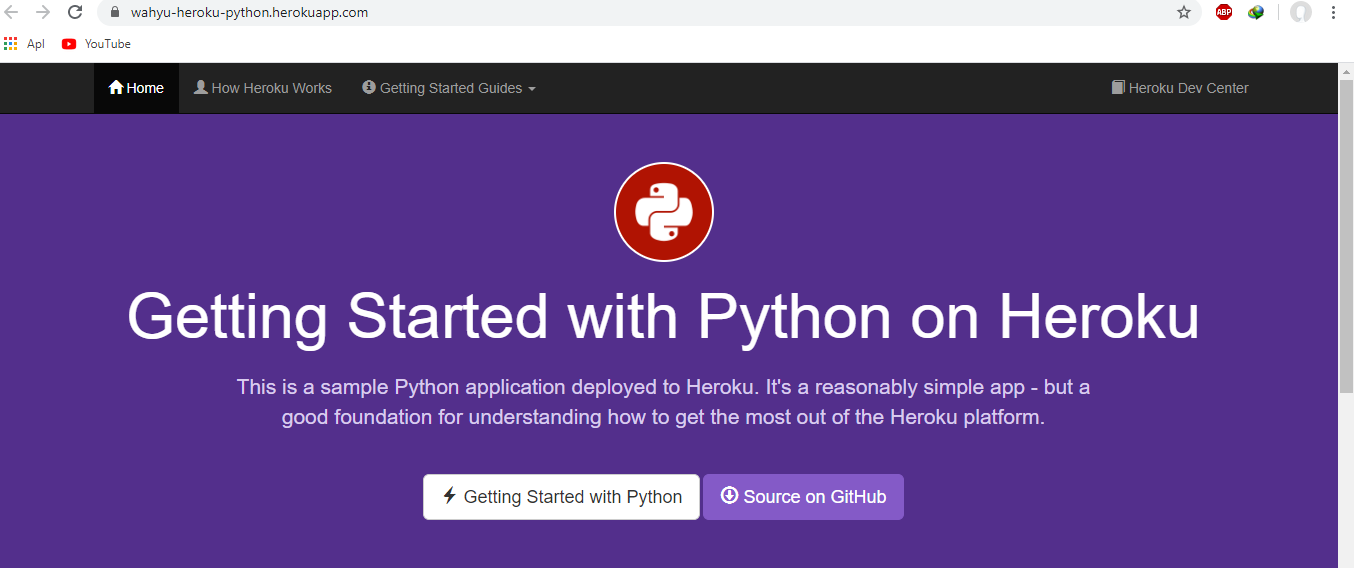 wahyu-heroku-python.herokuapp.com
ABP
Apl YouTube
Home How Heroku Works Getting Started Guides Heroku Dev Center
Getting Started with Python on Heroku
This is a sample Python application deployed to Heroku. It's a reasonably simple app - but a
good foundation for understanding how to get the most out of the Heroku platform.
Getting Started with Python Source on GitHub